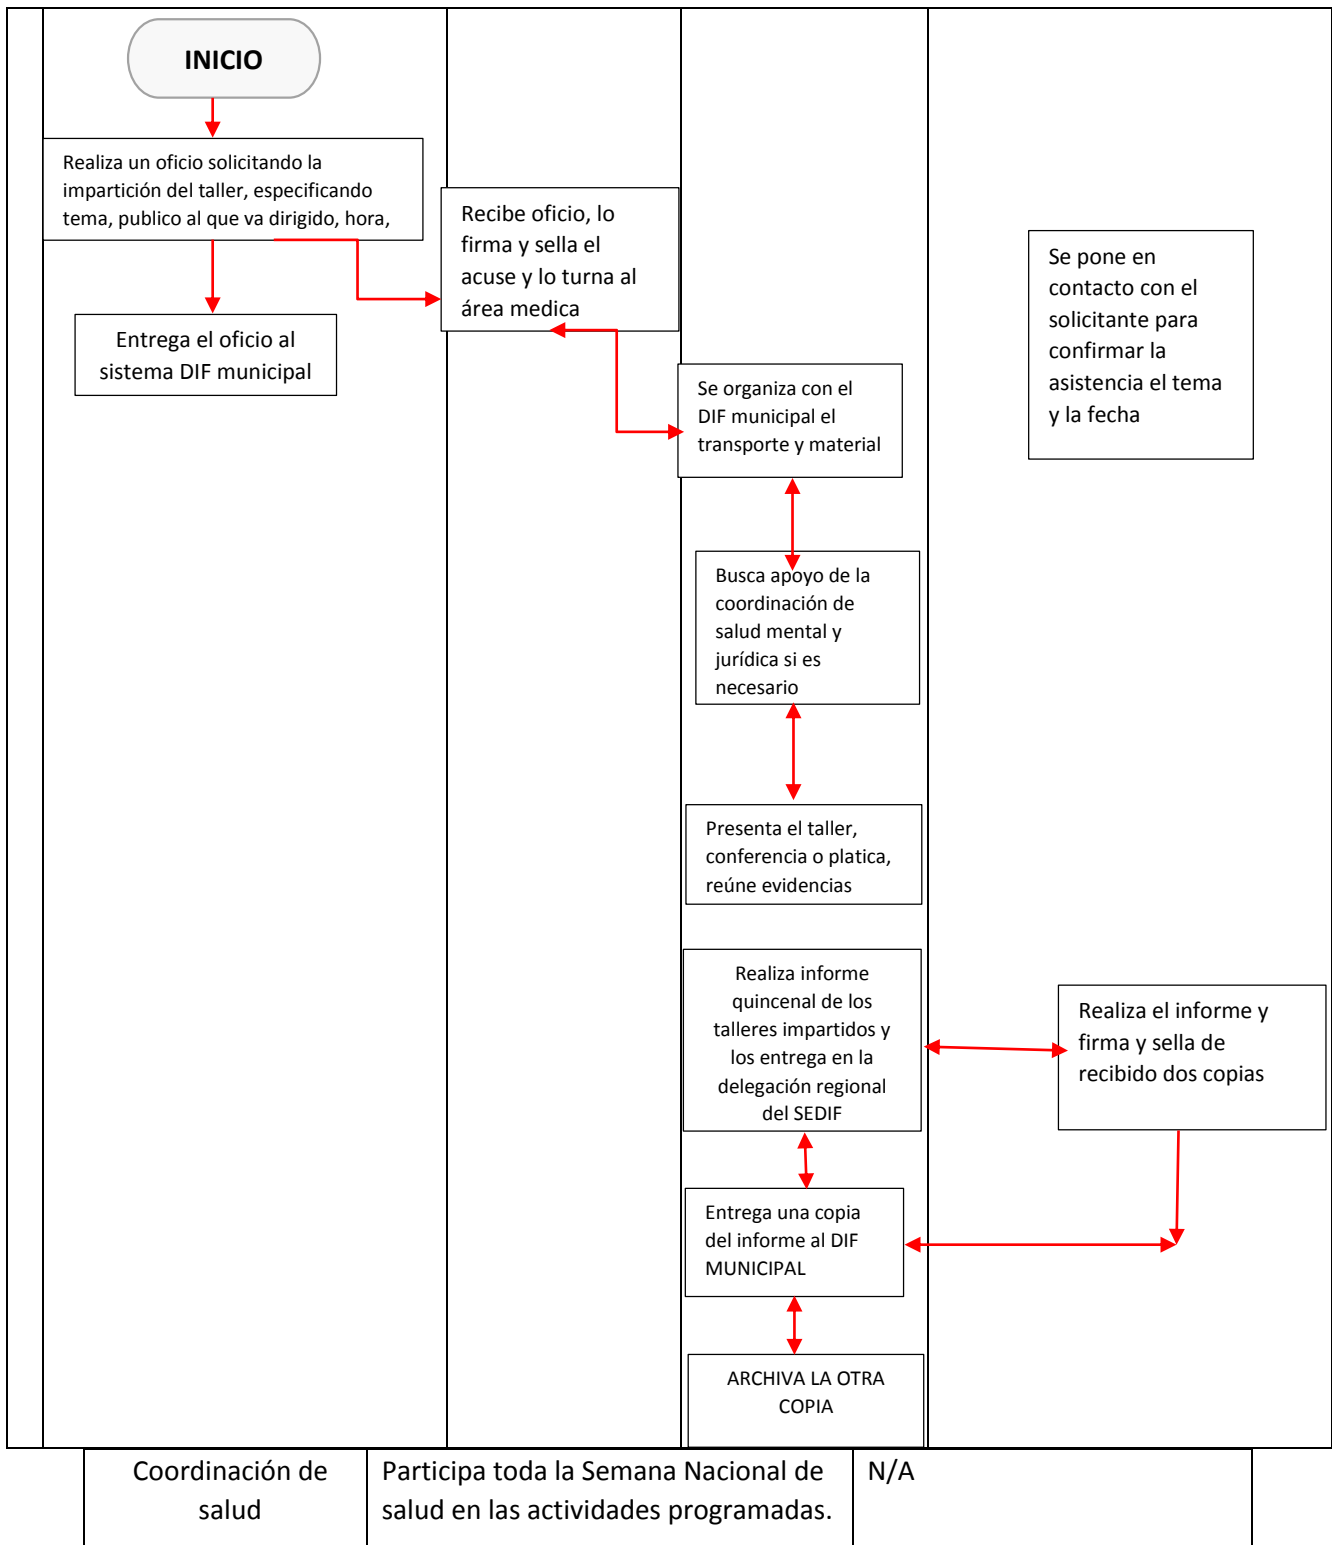 INICIO
Realiza un oficio solicitando la
impartición del taller, especificando
tema, publico al que va dirigido, hora,
Entrega el oficio al
sistema DIF municipal
Recibe oficio, lo
firma y sella el
acuse y lo turna al
área medica
Se pone en
contacto con el
solicitante para
confirmar la
asistencia el tema
y la fecha
Se organiza con el
DIF municipal el
transporte y material
Busca apoyo de la
coordinación de
salud mental y
jurídica si es
necesario
Presenta el taller,
conferencia o platica,
reúne evidencias
Realiza informe
quincenal de los
talleres impartidos y
los entrega en la
delegación regional
del SEDIF
Realiza el informe y
firma y sella de
recibido dos copias
Entrega una copia
del informe al DIF
MUNICIPAL
ARCHIVA LA OTRA
COPIA
Coordinación de
salud
Participa toda la Semana Nacional de
salud en las actividades programadas.
N/A